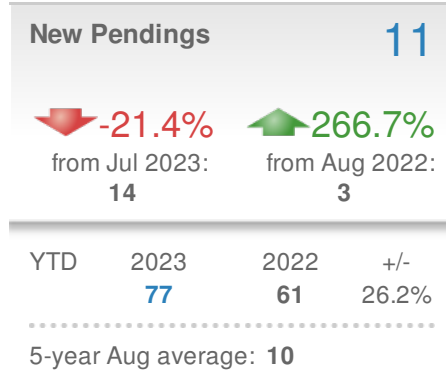 New Pendings 11
-21.4% 266.7%
from Jul 2023: from Aug 2022:
14 3
YTD 2023 2022 +/-
77 61 26.2%
5-year Aug average: 10